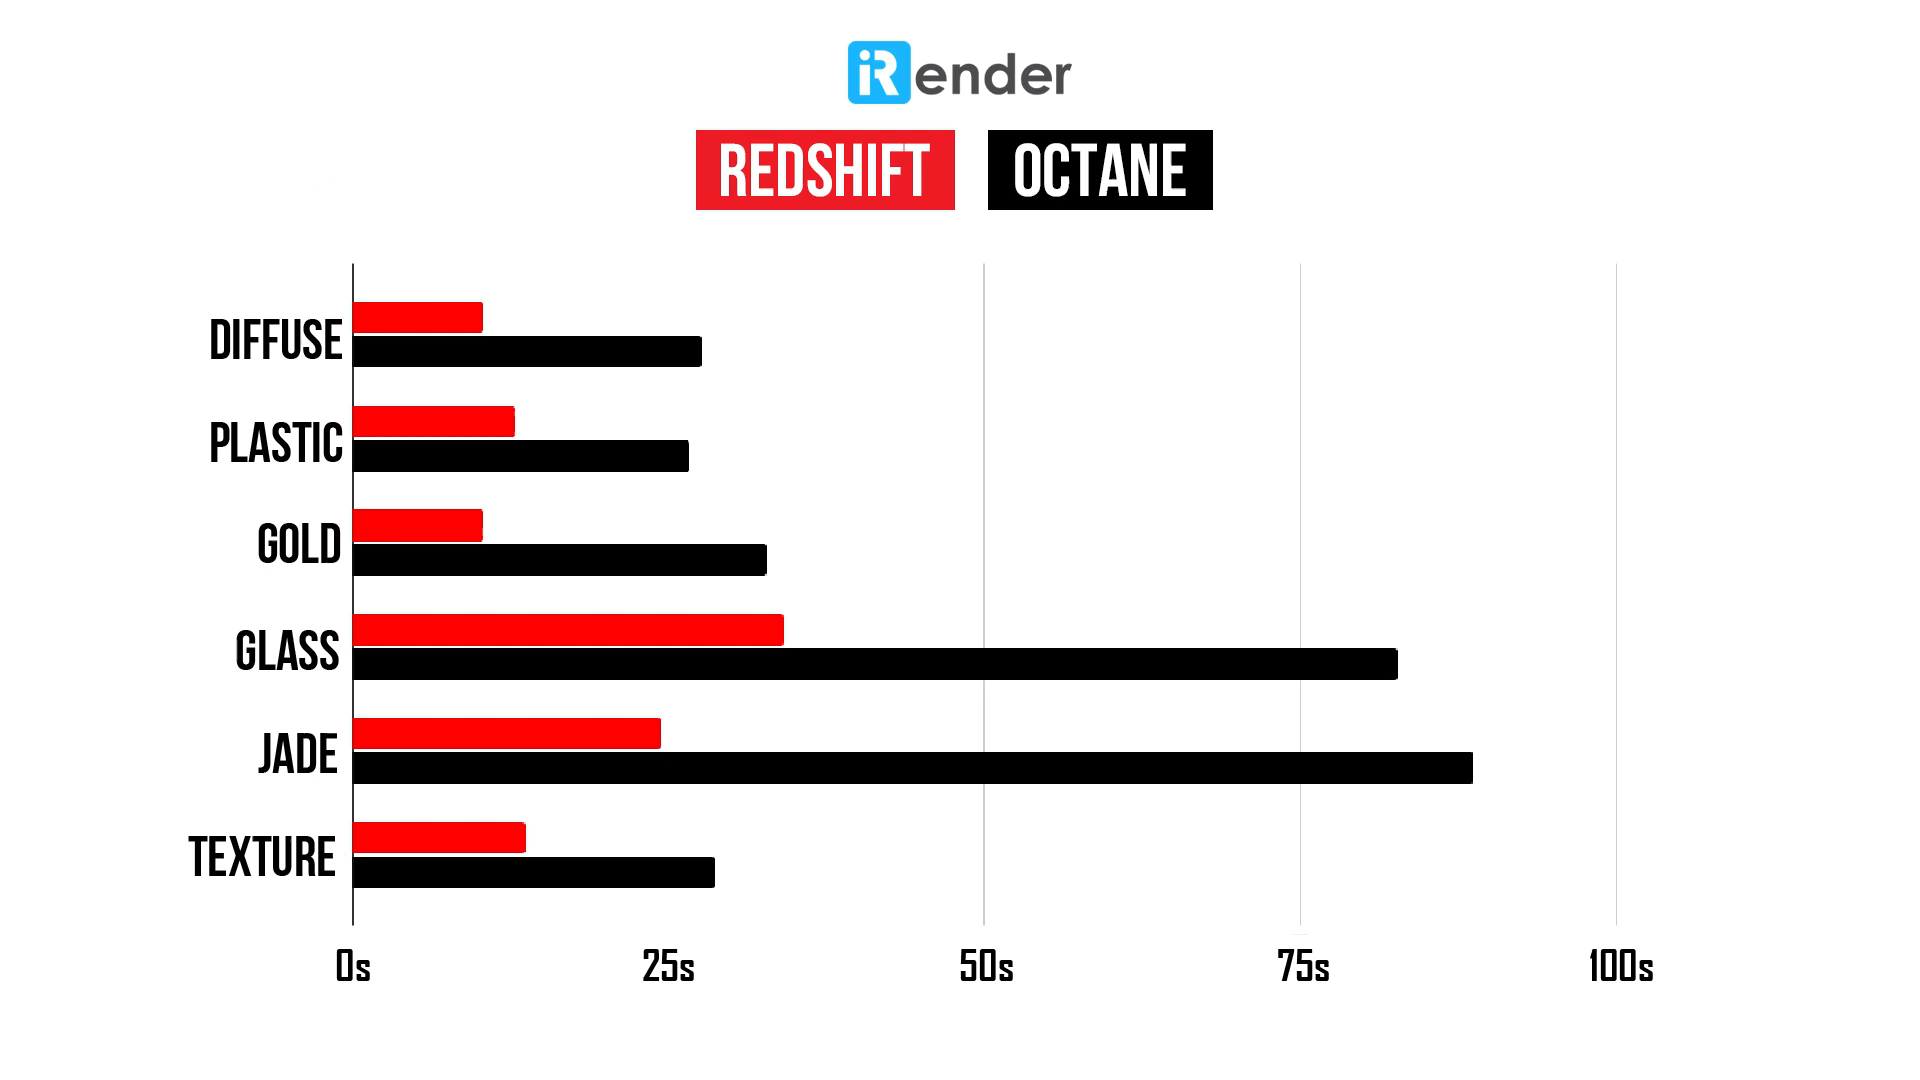 iRender
REDSHIFT OCTANE
DIFFUSE
PLASTIC
GOLD
GLASS
JADE
TEXTURE
0s 25s 50s 75s 100s